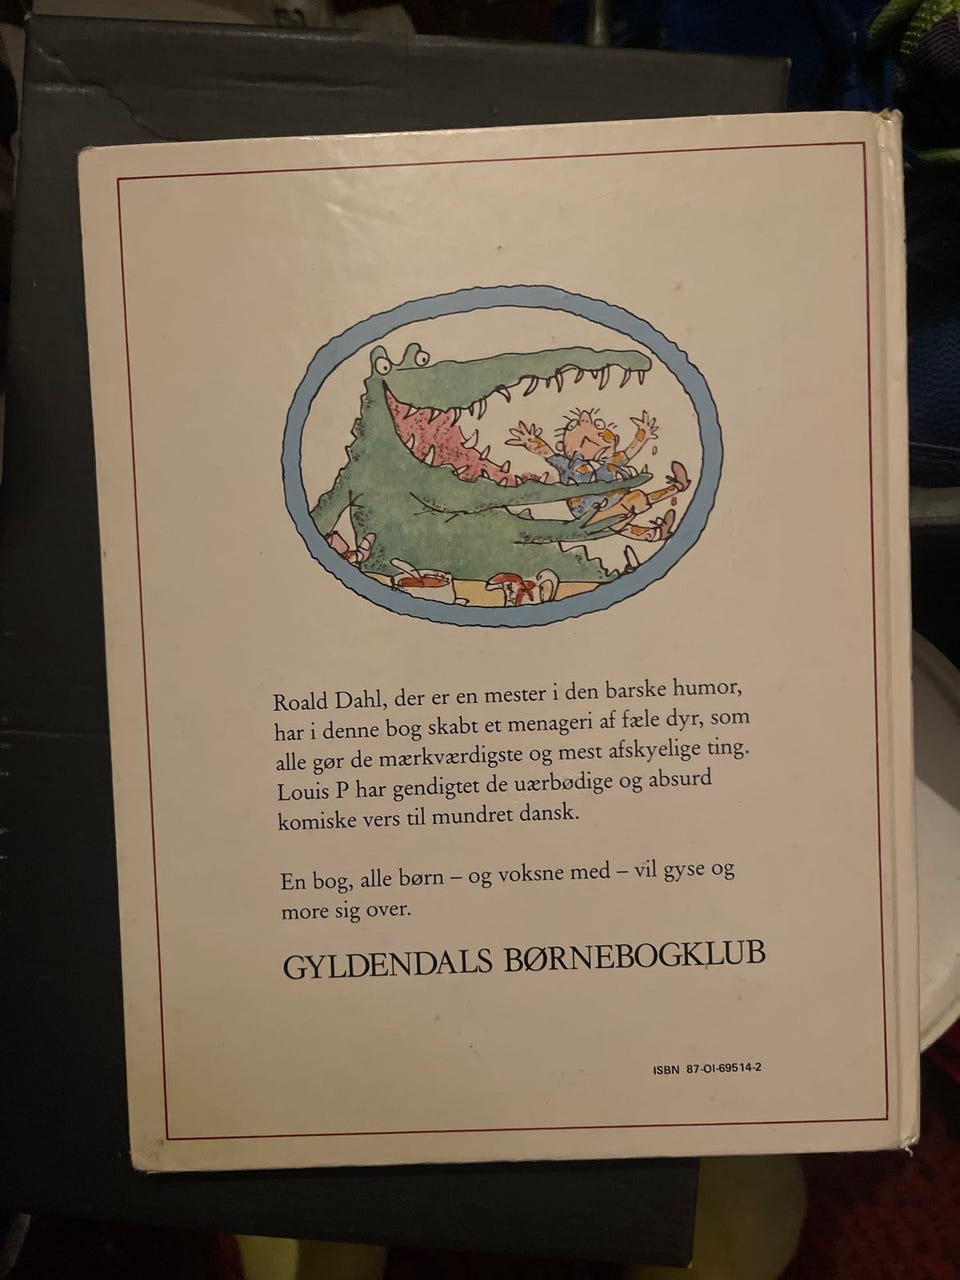 Roald Dahl, der er en mester i den barske humor,
har i denne bog skabt et menageri af fæle dyr, som
alle gør de mærkværdigste og mest afskyelige ting.
Louis P har gendigtet de uærbødige og absurd
komiske vers til mundret dansk.
En bog, alle børn – og voksne med – vil gyse og
more sig over.
GYLDENDALS BØRNEBOGKLUB
ISBN 87-01-69514-2